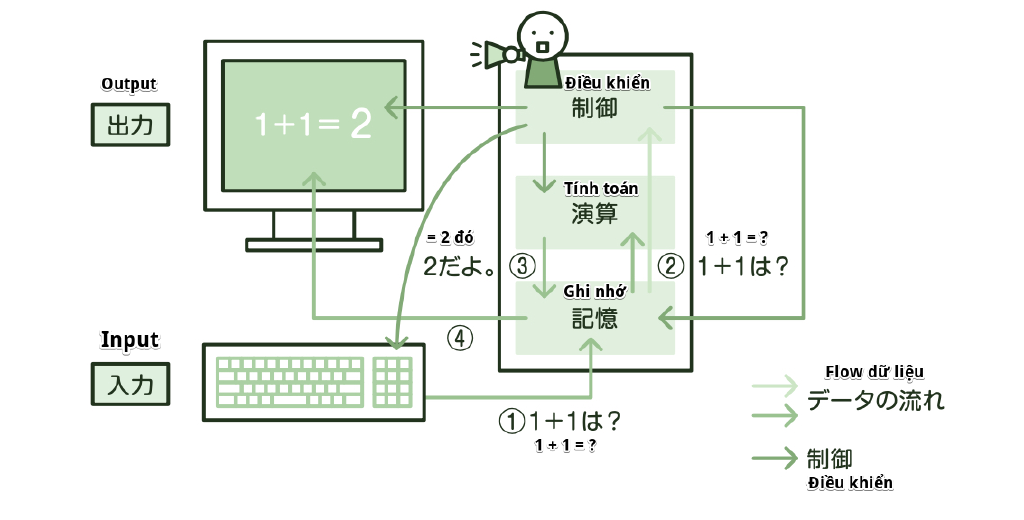 Output
出力
1+1= 2
Điều khiển
制御
Tính toán
演算
= 2 đó
2だよ。
③
1 + 1 = ?
② 1+1は？
Ghi nhớ
記憶
④
Input
入力
① 1+1は？
1 + 1 = ?
Flow dữ liệu
データの流れ
制御
Điều khiển